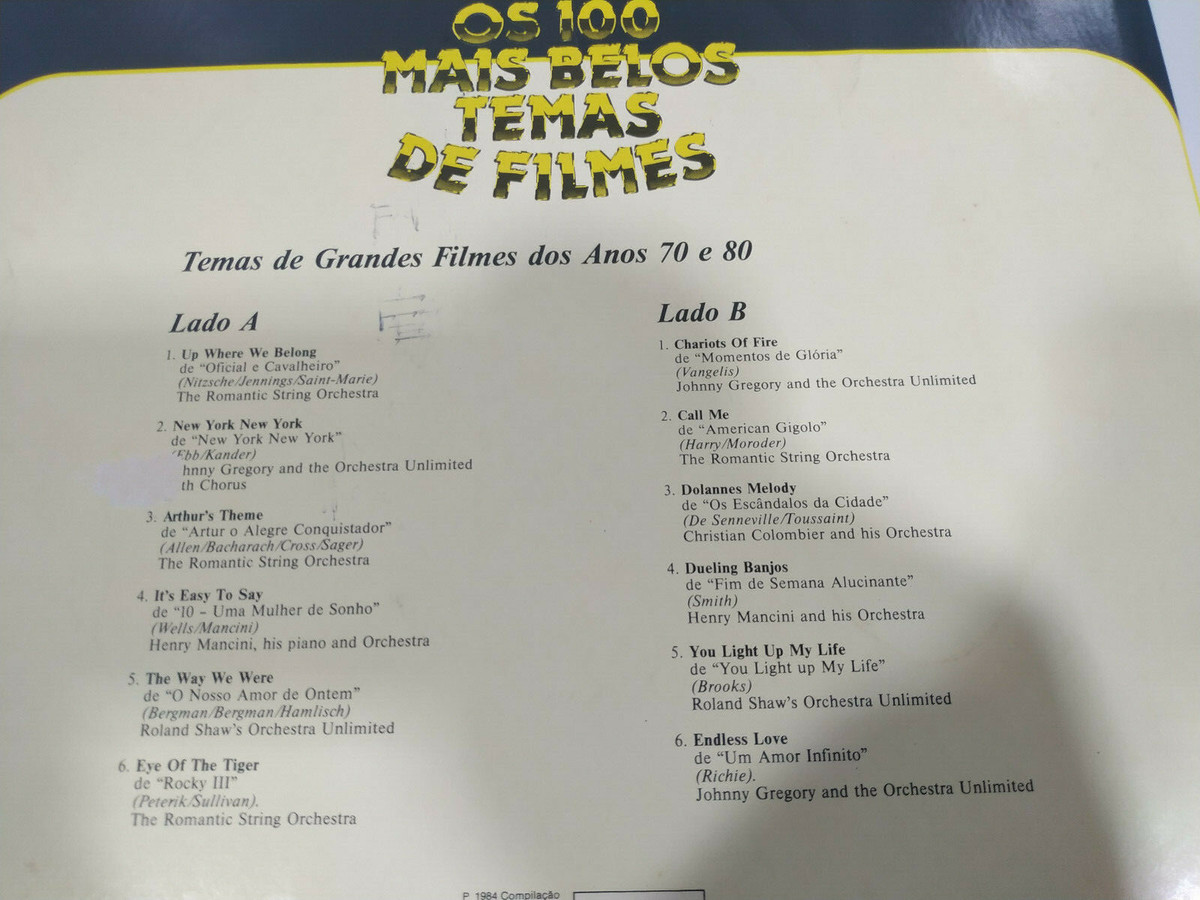 OS 100
MAIS BELOS
TEMAS
DE FILMES
Temas de Grandes Filmes dos Anos 70 e 80
Lado A
1. Up Where We Belong
de “Oficial e Cavalheiro”
(Nitzsche/Jennings/Saint-Marie)
The Romantic String Orchestra
2. New York New York
de “New York New York”
(Ebb/Kander)
hnny Gregory and the Orchestra Unlimited
th Chorus
3. Arthur's Theme
de “Artur o Alegre Conquistador”
(Allen/Bacharach/Cross/Sager)
The Romantic String Orchestra
4. It's Easy To Say
de “10 - Uma Mulher de Sonho”
(Wells/Mancini)
Henry Mancini, his piano and Orchestra
5. The Way We Were
de “O Nosso Amor de Ontem”
(Bergman/Bergman/Hamlisch)
Roland Shaw's Orchestra Unlimited
6. Eye Of The Tiger
de “Rocky III”
(Peterik/Sullivan).
The Romantic String Orchestra
Lado B
1. Chariots Of Fire
de “Momentos de Glória”
(Vangelis)
Johnny Gregory and the Orchestra Unlimited
2. Call Me
de “American Gigolo”
(Harry/Moroder)
The Romantic String Orchestra
3. Dolannes Melody
de “Os Escândalos da Cidade”
(De Senneville/Toussaint)
Christian Colombier and his Orchestra
4. Dueling Banjos
de “Fim de Semana Alucinante”
(Smith)
Henry Mancini and his Orchestra
5. You Light Up My Life
de “You Light up My Life”
(Brooks)
Roland Shaw's Orchestra Unlimited
6. Endless Love
de “Um Amor Infinito”
(Richie).
Johnny Gregory and the Orchestra Unlimited
P 1984 Compilação